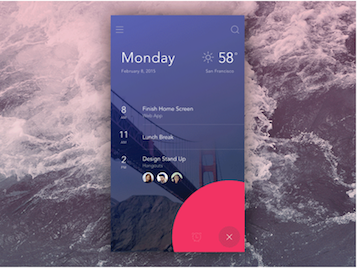 Monday
58°
February 8, 2015
San Francisco
8
AM
Finish Home Screen
Web App
11
AM
Lunch Break
2
PM
Design Stand Up
Hangouts